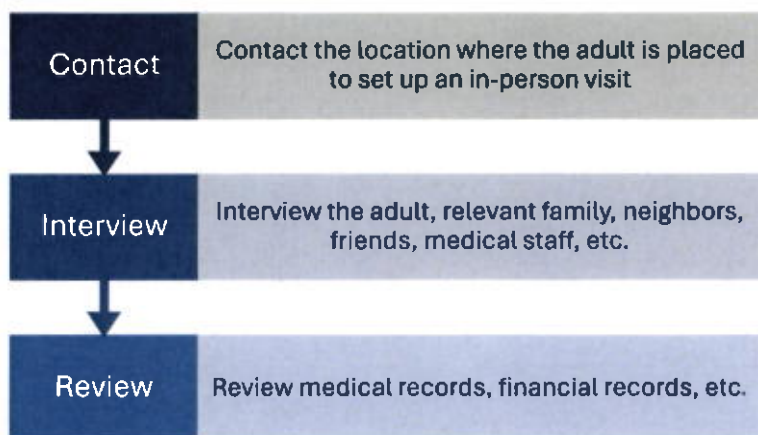 Contact
Contact the location where the adult is placed
to set up an in-person visit
Interview
Interview the adult, relevant family, neighbors,
friends, medical staff, etc.
Review
Review medical records, financial records, etc.